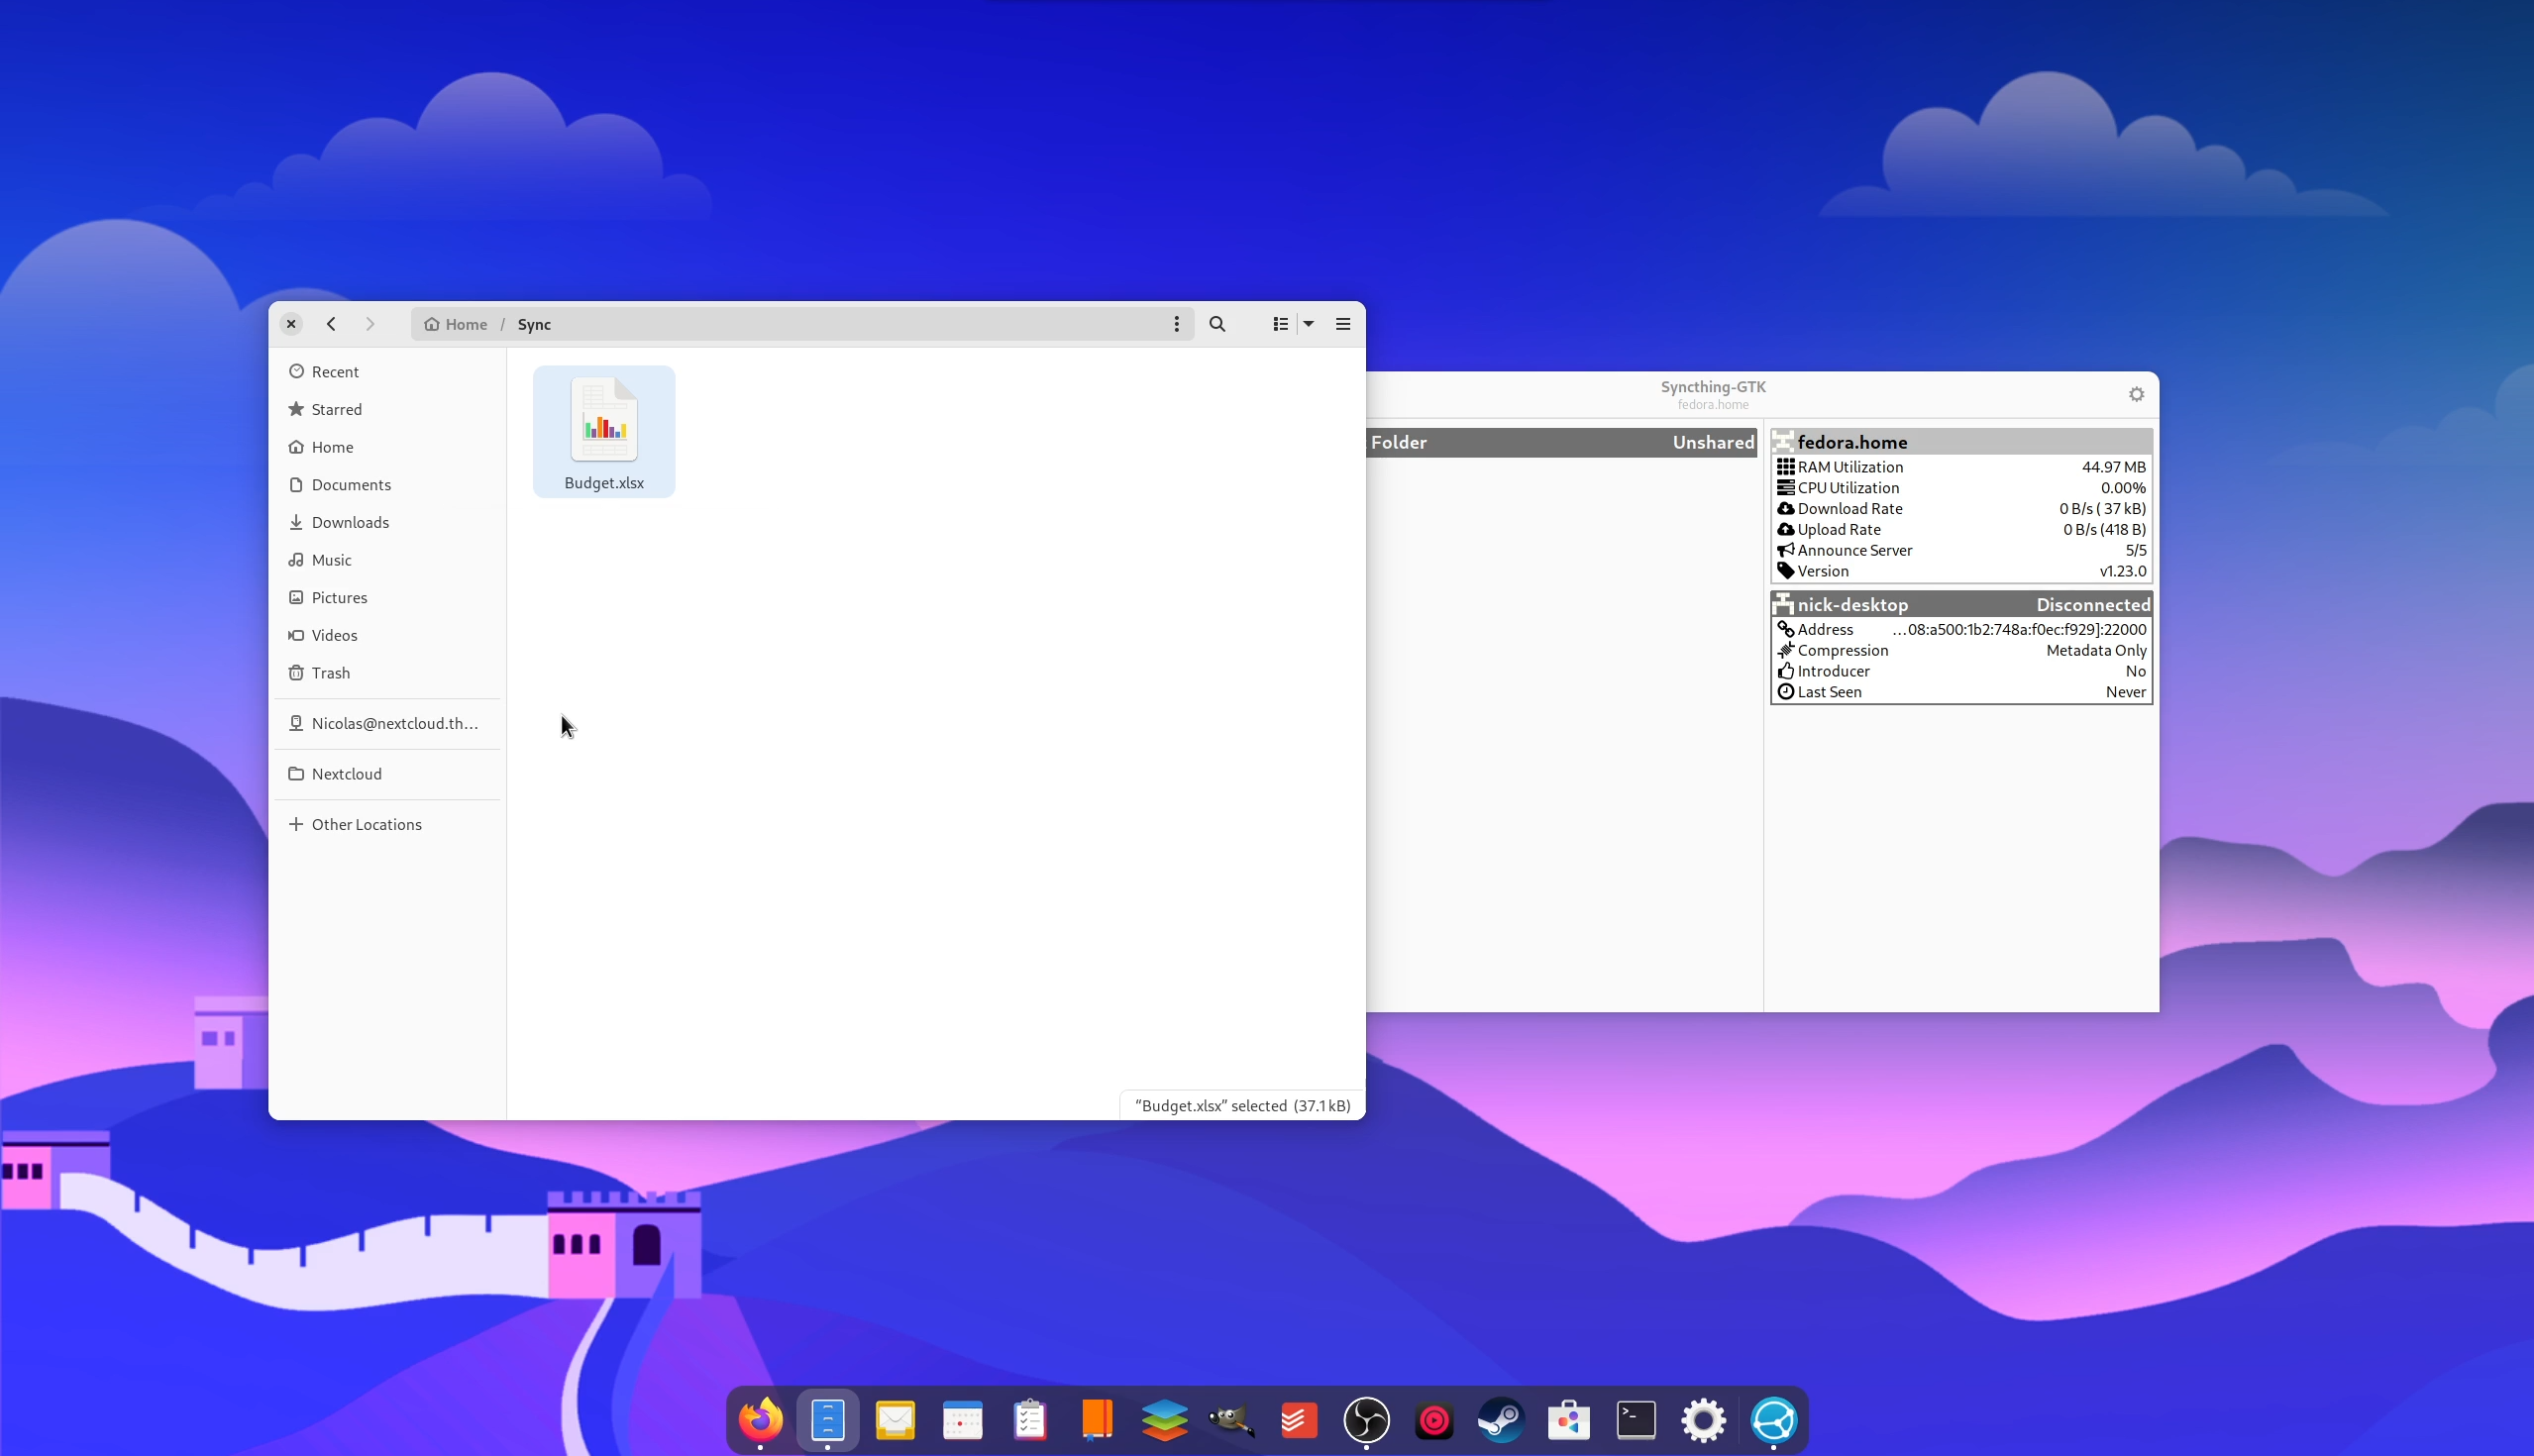 Home / Sync
Recent
Starred
Home
Documents
Downloads
Music
Pictures
Videos
Trash
Nicolas@nextcloud.th...
Nextcloud
Other Locations
Budget.xlsx
“Budget.xlsx” selected (37.1 kB)
Syncthing-GTK
fedora.home
Folder Unshared
fedora.home
RAM Utilization 44.97 MB
CPU Utilization 0.00%
Download Rate 0 B/s ( 37 kB)
Upload Rate 0 B/s (418 B)
Announce Server 5/5
Version v1.23.0
nick-desktop Disconnected
Address ...08:a500:1b2:748a:f0ec:f929]:22000
Compression Metadata Only
Introducer No
Last Seen Never